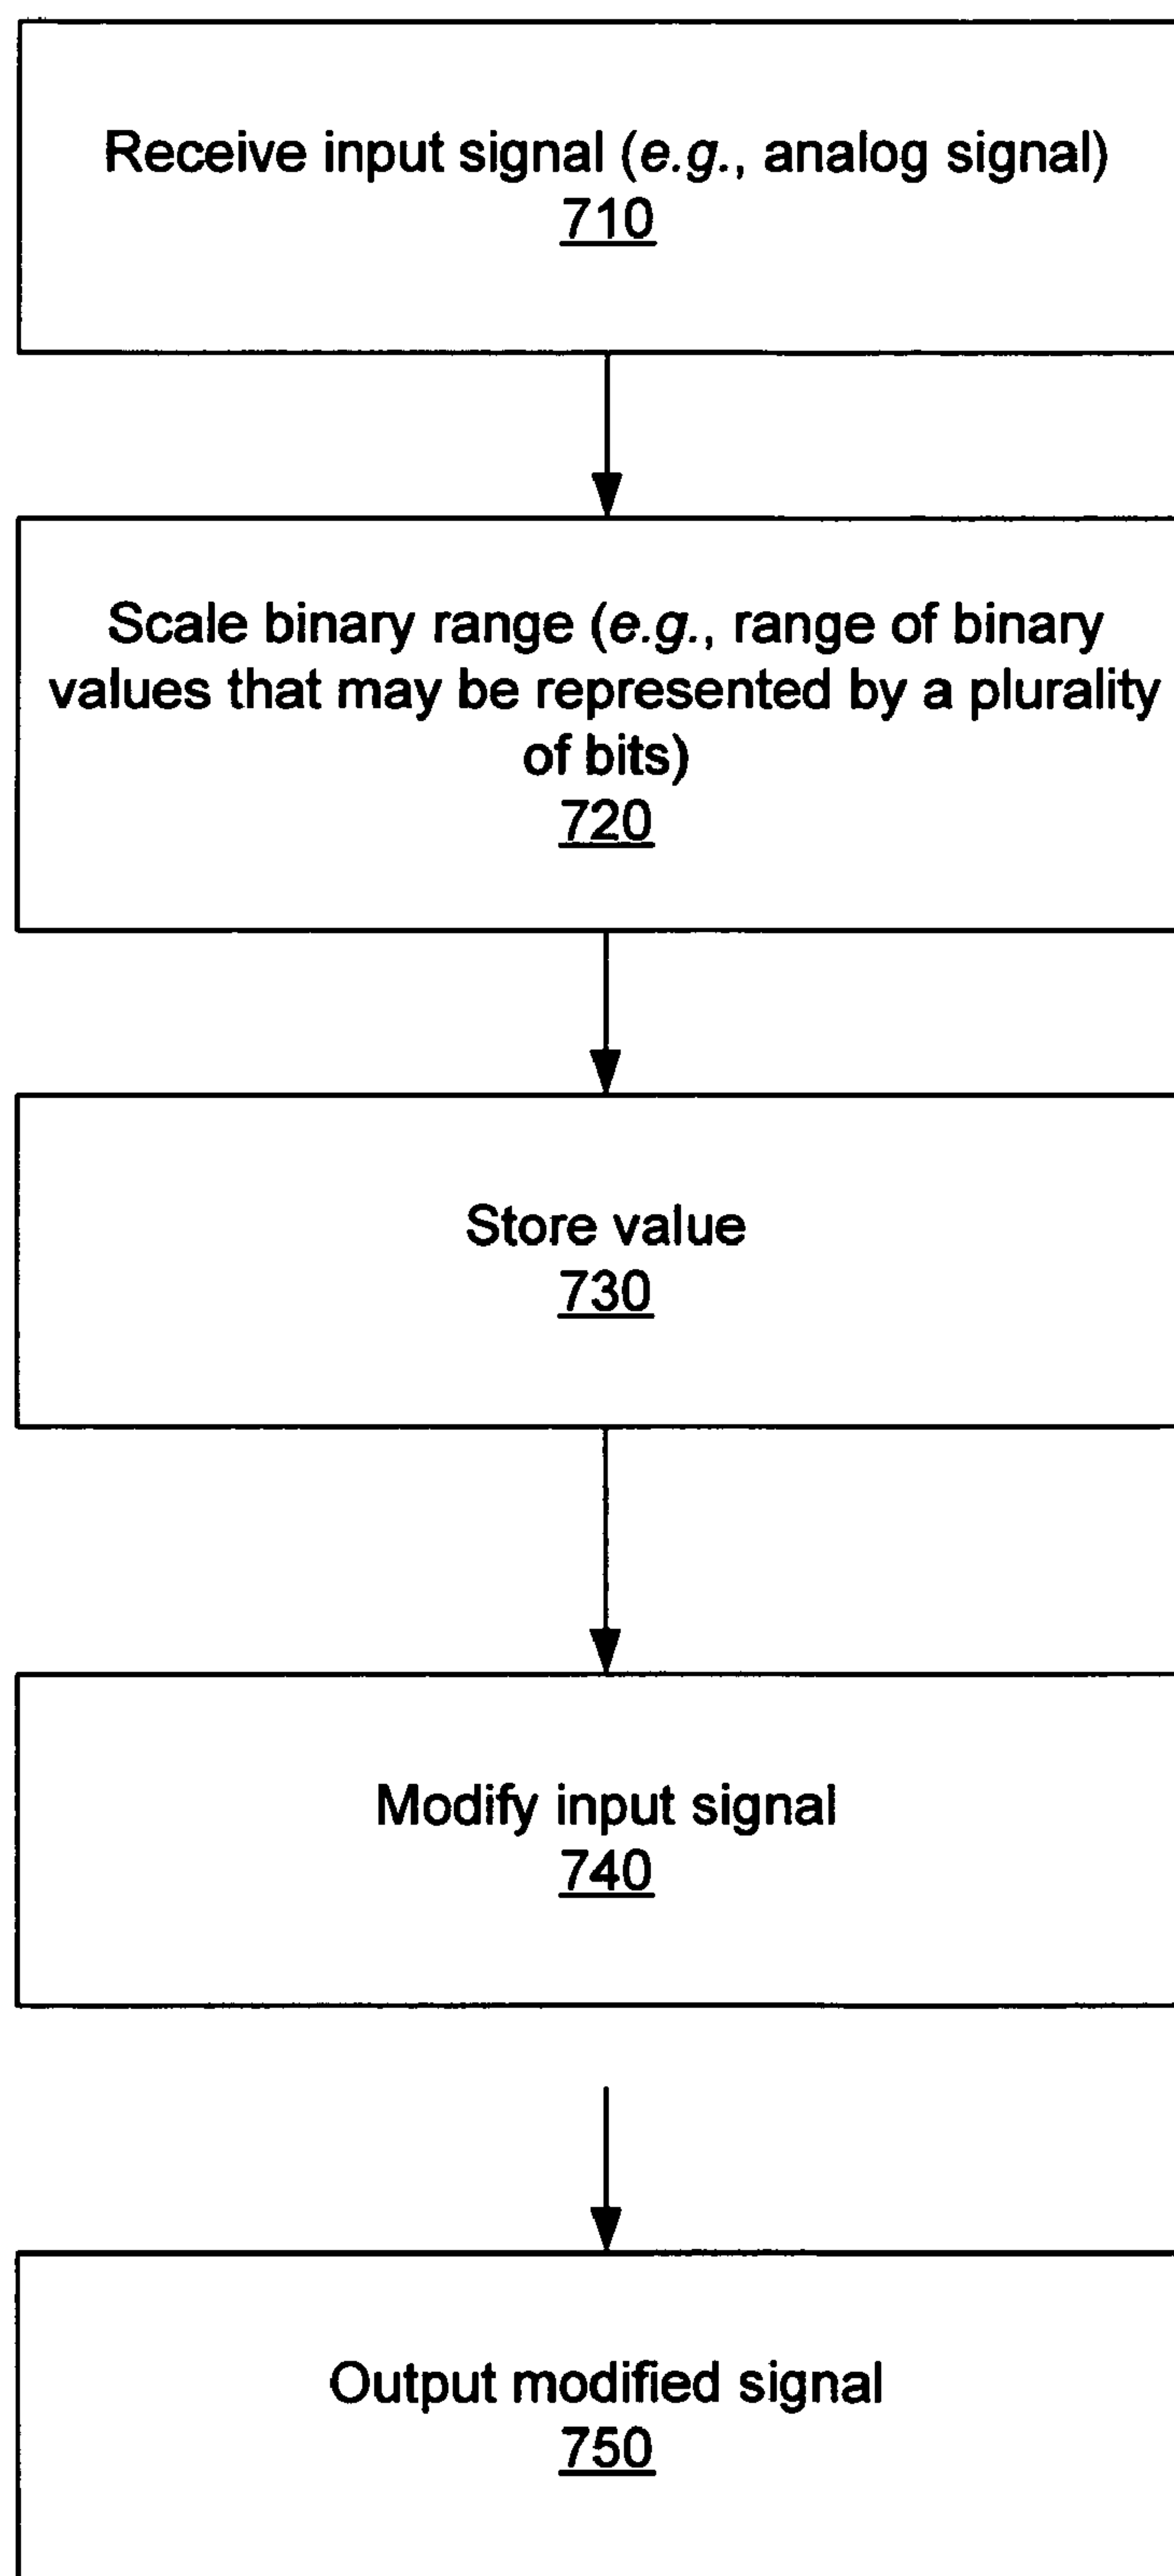 Receive input signal (e.g., analog signal)
710
Scale binary range (e.g., range of binary
values that may be represented by a plurality
of bits)
720
Store value
730
Modify input signal
740
Output modified signal
750